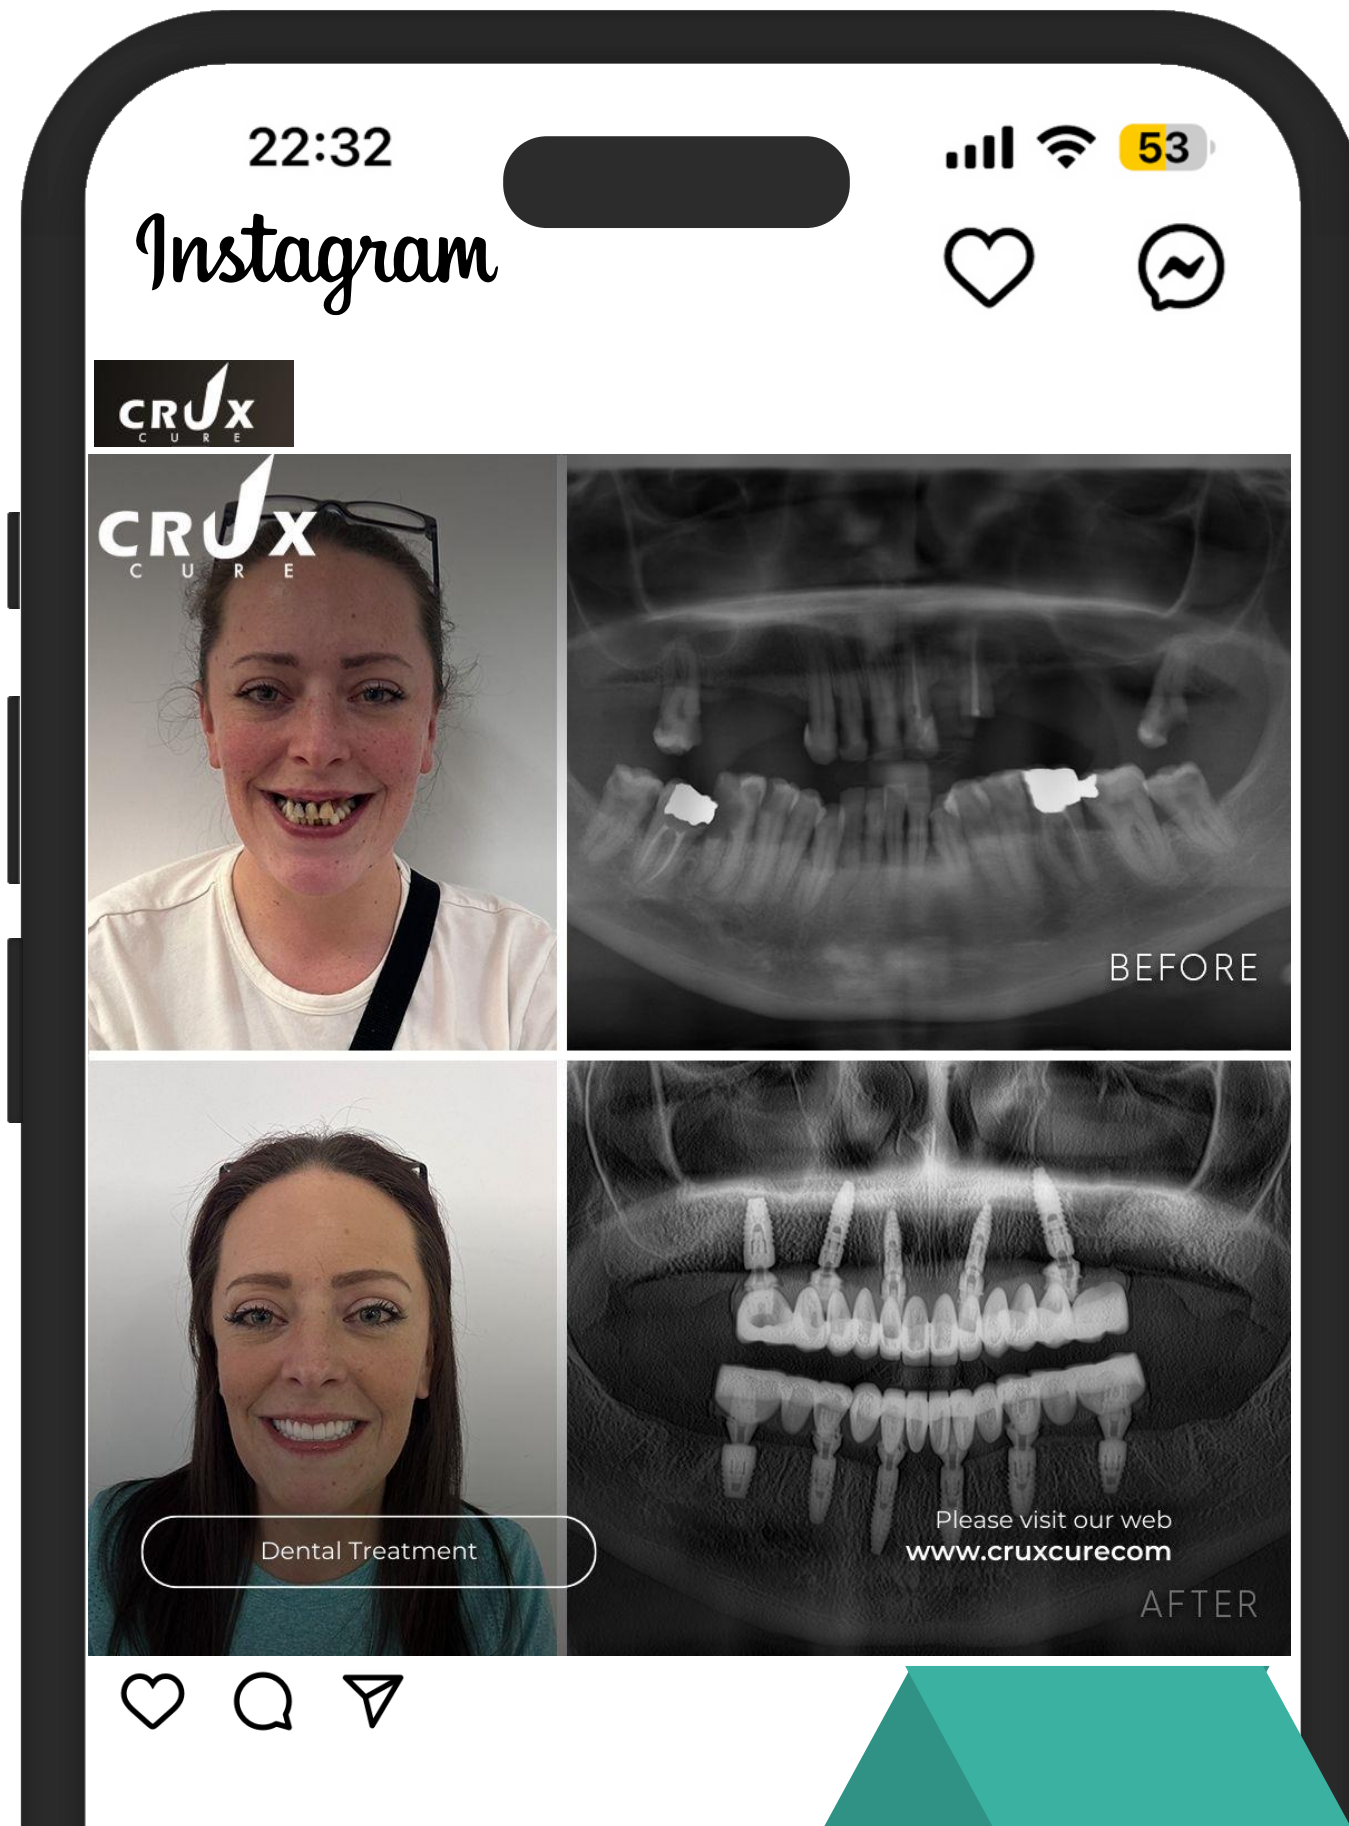 22:32
53
Instagram
CRUX
CURE
CRUX
CURE
BEFORE
Dental Treatment
Please visit our web
www.cruxcurecom
AFTER